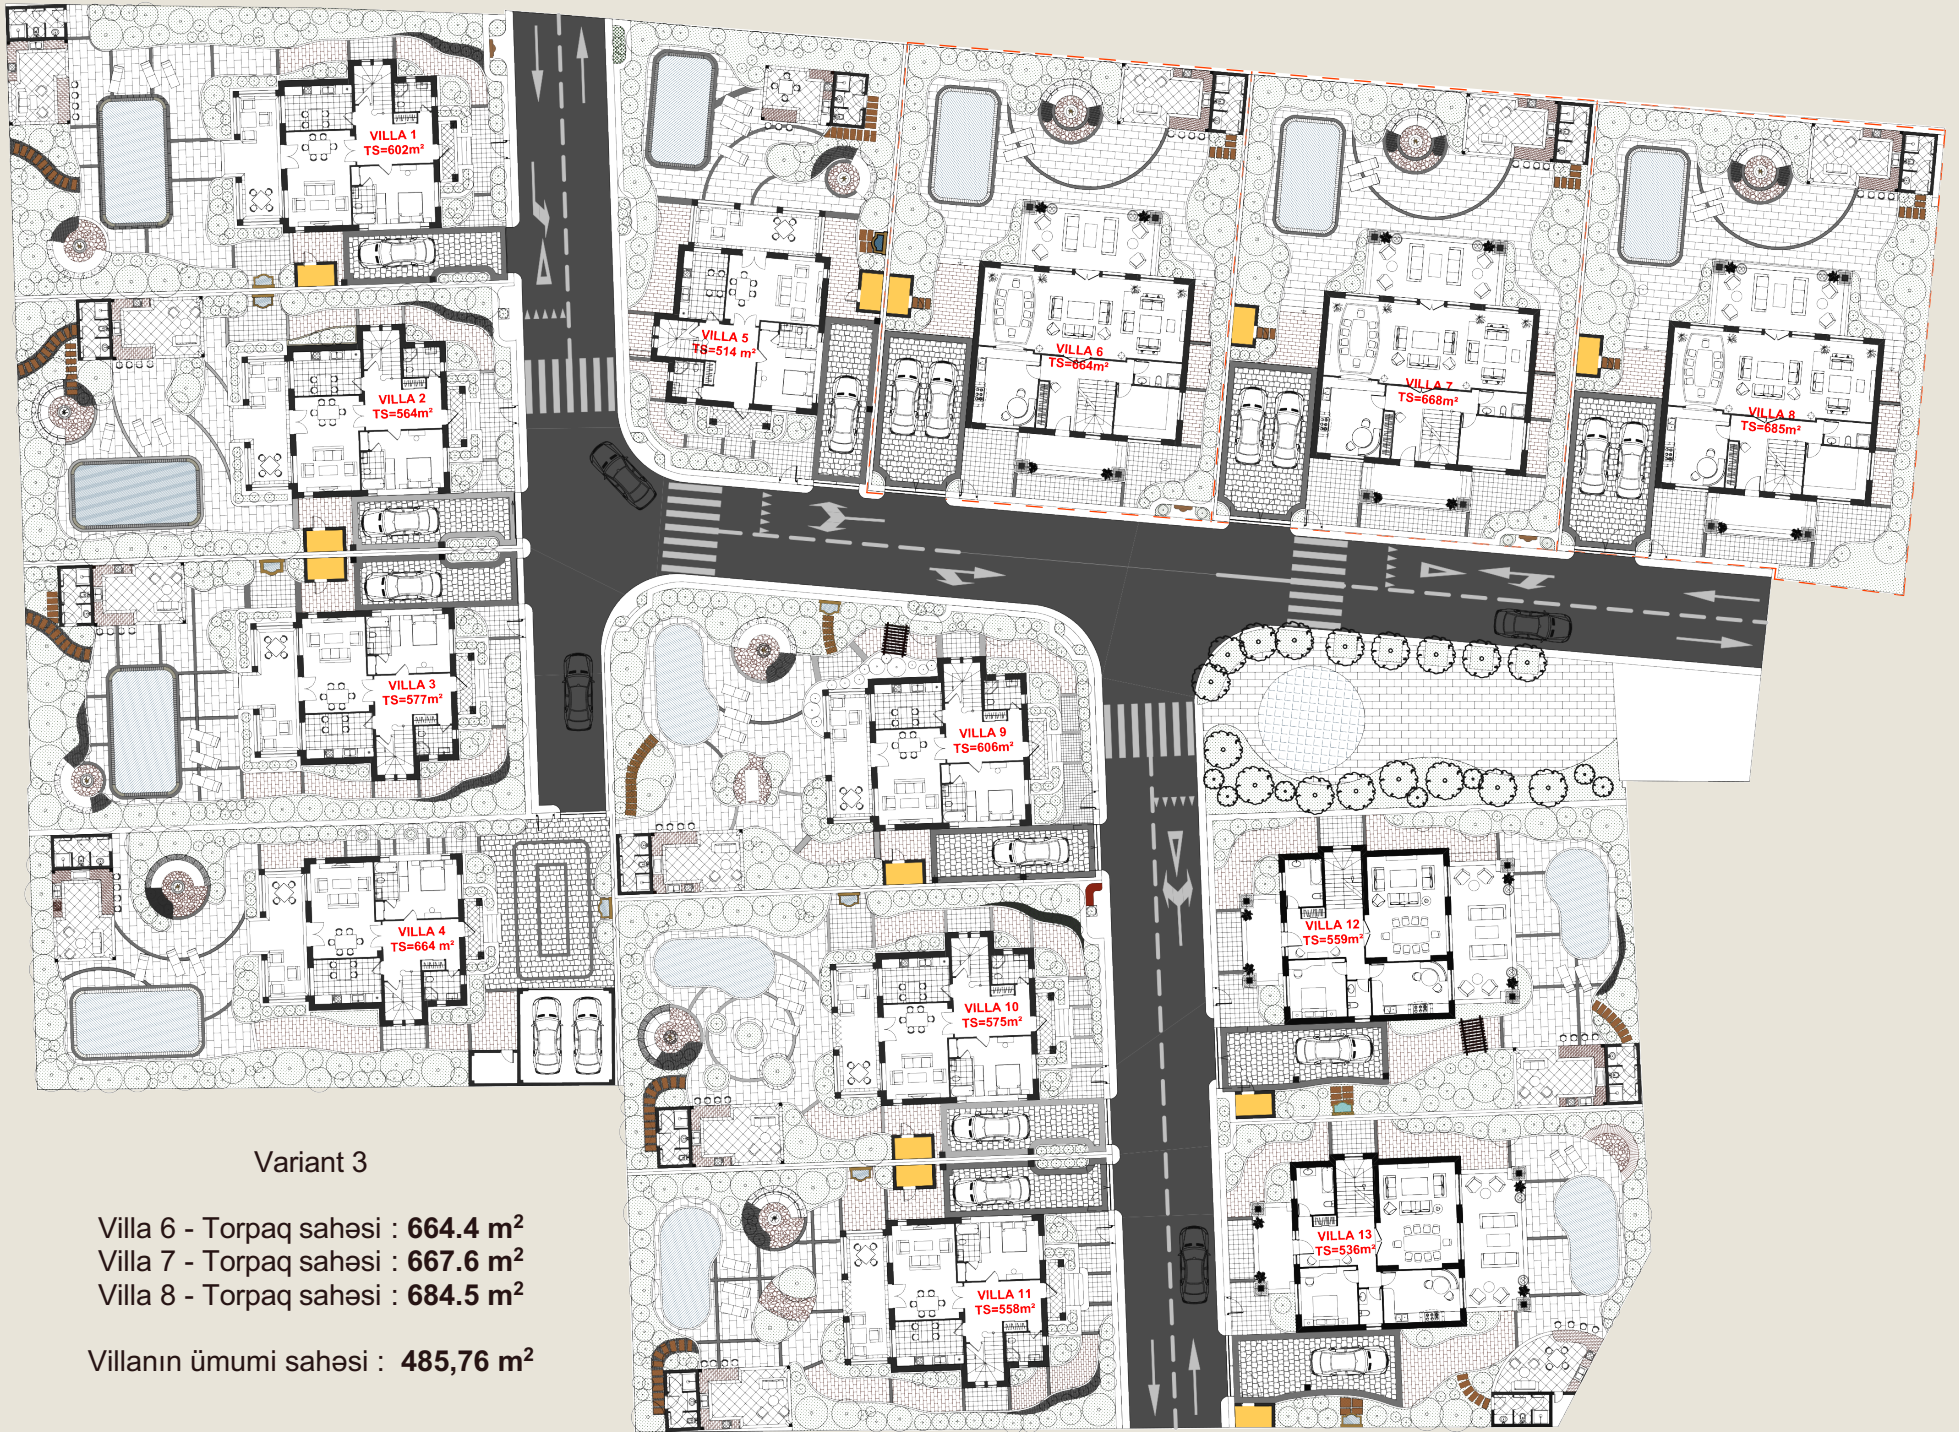 VILLA 1
TS=602m²
VILLA 2
TS=564m²
VILLA 3
TS=577m²
VILLA 4
TS=664 m²
VILLA 5
TS=514 m²
VILLA 6
TS=664m²
VILLA 7
TS=668m²
VILLA 8
TS=685m²
VILLA 9
TS=606m²
VILLA 10
TS=575m²
VILLA 11
TS=558m²
VILLA 12
TS=559m²
VILLA 13
TS=536m²
Variant 3
Villa 6 - Torpaq sahəsi : 664.4 m²
Villa 7 - Torpaq sahəsi : 667.6 m²
Villa 8 - Torpaq sahəsi : 684.5 m²
Villanın ümumi sahəsi : 485,76 m²